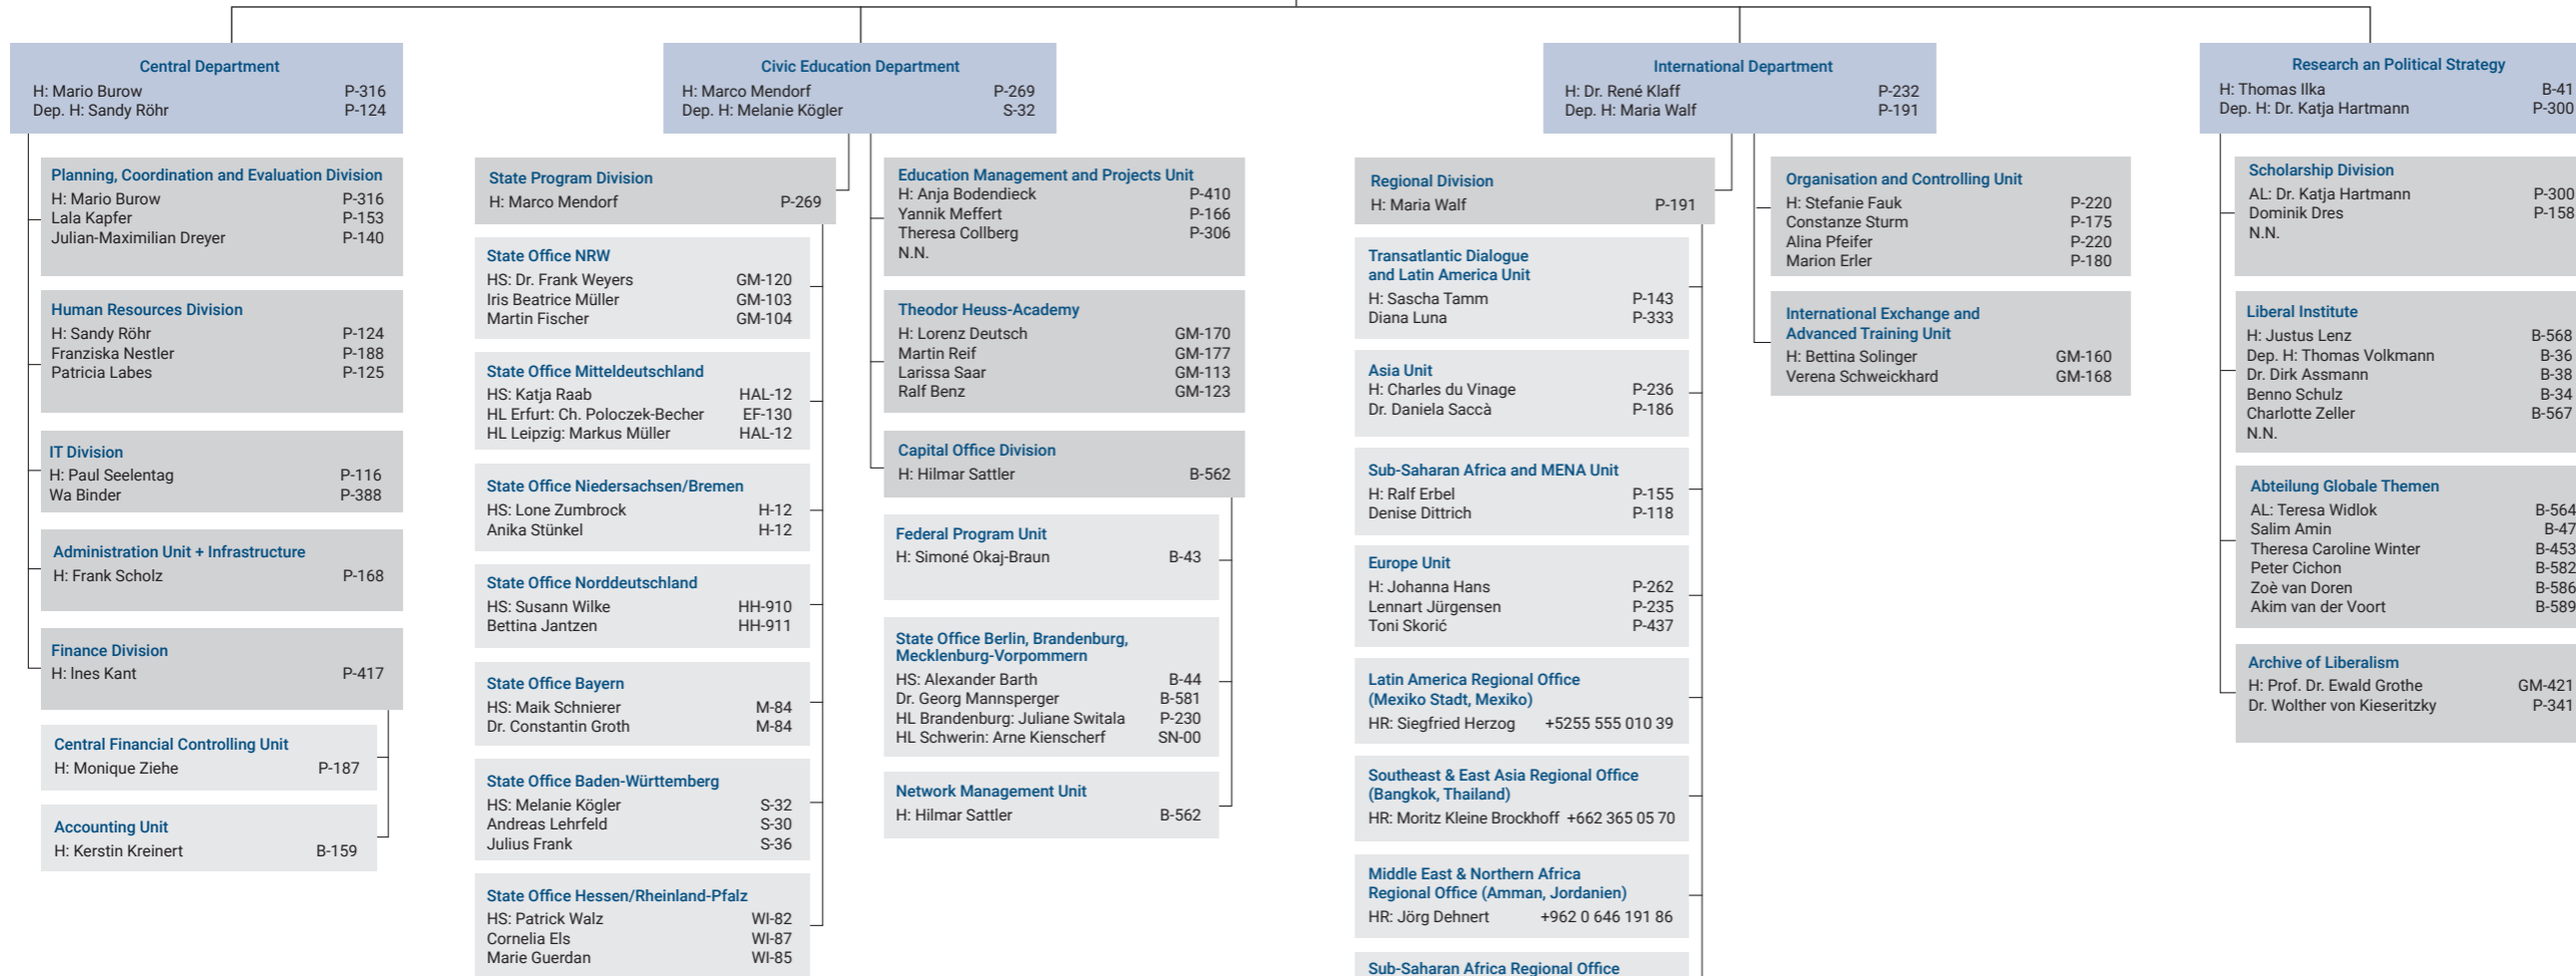 Central Department
H: Mario Burow P-316
Dep. H: Sandy Röhr P-124
Planning, Coordination and Evaluation Division
H: Mario Burow P-316
Lala Kapfer P-153
Julian-Maximilian Dreyer P-140
Human Resources Division
H: Sandy Röhr P-124
Franziska Nestler P-188
Patricia Labes P-125
IT Division
H: Paul Seelentag P-116
Wa Binder P-388
Administration Unit + Infrastructure
H: Frank Scholz P-168
Finance Division
H: Ines Kant P-417
Central Financial Controlling Unit
H: Monique Ziehe P-187
Accounting Unit
H: Kerstin Kreinert B-159
Civic Education Department
H: Marco Mendorf P-269
Dep. H: Melanie Kögler S-32
State Program Division
H: Marco Mendorf P-269
State Office NRW
HS: Dr. Frank Weyers GM-120
Iris Beatrice Müller GM-103
Martin Fischer GM-104
State Office Mitteldeutschland
HS: Katja Raab HAL-12
HL Erfurt: Ch. Poloczek-Becher EF-130
HL Leipzig: Markus Müller HAL-12
State Office Niedersachsen/Bremen
HS: Lone Zumbrock H-12
Anika Stünkel H-12
State Office Norddeutschland
HS: Susann Wilke HH-910
Bettina Jantzen HH-911
State Office Bayern
HS: Maik Schnierer M-84
Dr. Constantin Groth M-84
State Office Baden-Württemberg
HS: Melanie Kögler S-32
Andreas Lehrfeld S-30
Julius Frank S-36
State Office Hessen/Rheinland-Pfalz
HS: Patrick Walz WI-82
Cornelia Els WI-87
Marie Guerdan WI-85
Education Management and Projects Unit
H: Anja Bodendieck P-410
Yannik Meffert P-166
Theresa Collberg P-306
N.N.
Theodor Heuss-Academy
H: Lorenz Deutsch GM-170
Martin Reif GM-177
Larissa Saar GM-113
Ralf Benz GM-123
Capital Office Division
H: Hilmar Sattler B-562
Federal Program Unit
H: Simoné Okaj-Braun B-43
State Office Berlin, Brandenburg,
Mecklenburg-Vorpommern
HS: Alexander Barth B-44
Dr. Georg Mannsperger B-581
HL Brandenburg: Juliane Switala P-230
HL Schwerin: Arne Kienscherf SN-00
Network Management Unit
H: Hilmar Sattler B-562
International Department
H: Dr. René Klaff P-232
Dep. H: Maria Walf P-191
Regional Division
H: Maria Walf P-191
Transatlantic Dialogue
and Latin America Unit
H: Sascha Tamm P-143
Diana Luna P-333
Asia Unit
H: Charles du Vinage P-236
Dr. Daniela Saccà P-186
Sub-Saharan Africa and MENA Unit
H: Ralf Erbel P-155
Denise Dittrich P-118
Europe Unit
H: Johanna Hans P-262
Lennart Jürgensen P-235
Toni Skorić P-437
Latin America Regional Office
(Mexiko Stadt, Mexiko)
HR: Siegfried Herzog +5255 555 010 39
Southeast & East Asia Regional Office
(Bangkok, Thailand)
HR: Moritz Kleine Brockhoff +662 365 05 70
Middle East & Northern Africa
Regional Office (Amman, Jordanien)
HR: Jörg Dehnert +962 0 646 191 86
Sub-Saharan Africa Regional Office
Organisation and Controlling Unit
H: Stefanie Fauk P-220
Constanze Sturm P-175
Alina Pfeifer P-220
Marion Erler P-180
International Exchange and
Advanced Training Unit
H: Bettina Solinger GM-160
Verena Schweickhard GM-168
Research an Political Strategy
H: Thomas Ilka B-41
Dep. H: Dr. Katja Hartmann P-300
Scholarship Division
AL: Dr. Katja Hartmann P-300
Dominik Dres P-158
N.N.
Liberal Institute
H: Justus Lenz B-568
Dep. H: Thomas Volkmann B-36
Dr. Dirk Assmann B-38
Benno Schulz B-34
Charlotte Zeller B-567
N.N.
Abteilung Globale Themen
AL: Teresa Widlok B-564
Salim Amin B-47
Theresa Caroline Winter B-453
Peter Cichon B-582
Zoè van Doren B-586
Akim van der Voort B-589
Archive of Liberalism
H: Prof. Dr. Ewald Grothe GM-421
Dr. Wolther von Kieseritzky P-341